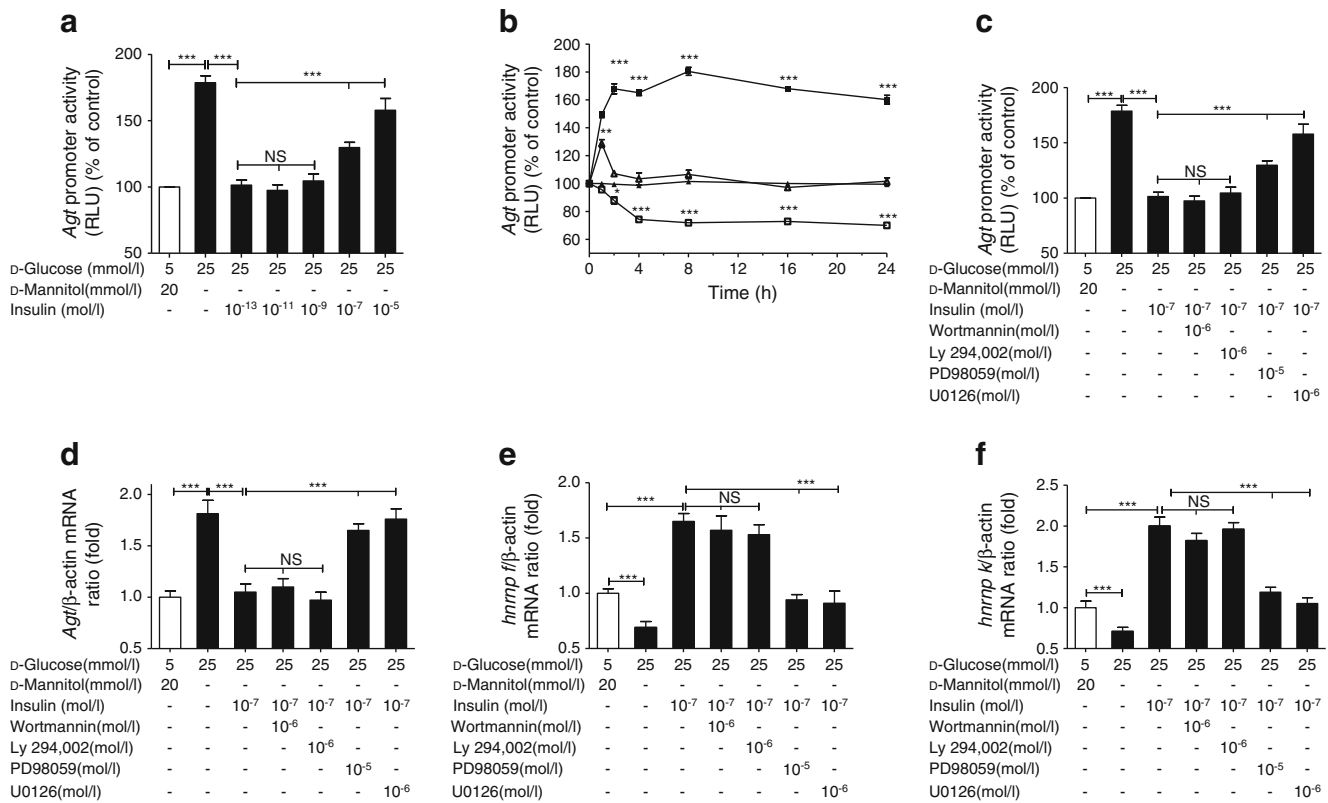 a
Agt promoter activity
(RLU) (% of control)
200
150
100
50
***
***
***
NS
D-Glucose (mmol/l) 5 25 25 25 25 25 25
D-Mannitol(mmol/l) 20 - - - - - -
Insulin (mol/l) - - 10-13 10-11 10-9 10-7 10-5
b
Agt promoter activity
(RLU) (% of control)
200
180
160
140
120
100
80
60
*** *** *** *** ***
**
*
*** *** *** ***
0 4 8 12 16 20 24
Time (h)
c
Agt promoter activity
(RLU) (% of control)
200
150
100
50
***
***
***
NS
D-Glucose (mmol/l) 5 25 25 25 25 25 25
D-Mannitol(mmol/l) 20 - - - - - -
Insulin (mol/l) - - 10-7 10-7 10-7 10-7 10-7
Wortmannin(mol/l) - - - 10-6 - - -
Ly 294,002(mol/l) - - - - 10-6 - -
PD98059(mol/l) - - - - - 10-5 -
U0126(mol/l) - - - - - - 10-6
d
Agt/β-actin mRNA
ratio (fold)
2.0
1.5
1.0
0.5
***
***
***
NS
D-Glucose(mmol/l) 5 25 25 25 25 25 25
D-Mannitol(mmol/l) 20 - - - - - -
Insulin (mol/l) - - 10-7 10-7 10-7 10-7 10-7
Wortmannin(mol/l) - - - 10-6 - - -
Ly 294,002(mol/l) - - - - 10-6 - -
PD98059(mol/l) - - - - - 10-5 -
U0126(mol/l) - - - - - - 10-6
e
hnrnp f/β-actin
mRNA ratio (fold)
2.0
1.5
1.0
0.5
***
***
NS
***
D-Glucose(mmol/l) 5 25 25 25 25 25 25
D-Mannitol(mmol/l) 20 - - - - - -
Insulin (mol/l) - - 10-7 10-7 10-7 10-7 10-7
Wortmannin(mol/l) - - - 10-6 - - -
Ly 294,002(mol/l) - - - - 10-6 - -
PD98059(mol/l) - - - - - 10-5 -
U0126(mol/l) - - - - - - 10-6
f
hnrnp k/β-actin
mRNA ratio (fold)
2.5
2.0
1.5
1.0
0.5
***
***
NS
***
D-Glucose(mmol/l) 5 25 25 25 25 25 25
D-Mannitol(mmol/l) 20 - - - - - -
Insulin (mol/l) - - 10-7 10-7 10-7 10-7 10-7
Wortmannin(mol/l) - - - 10-6 - - -
Ly 294,002(mol/l) - - - - 10-6 - -
PD98059(mol/l) - - - - - 10-5 -
U0126(mol/l) - - - - - - 10-6